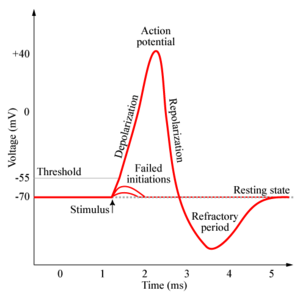 Action
potential
+40
Voltage (mV)
0
Depolarization
Repolarization
Threshold
-55
Failed
initiations
-70
Resting state
Stimulus
Refractory
period
0 1 2 3 4 5
Time (ms)